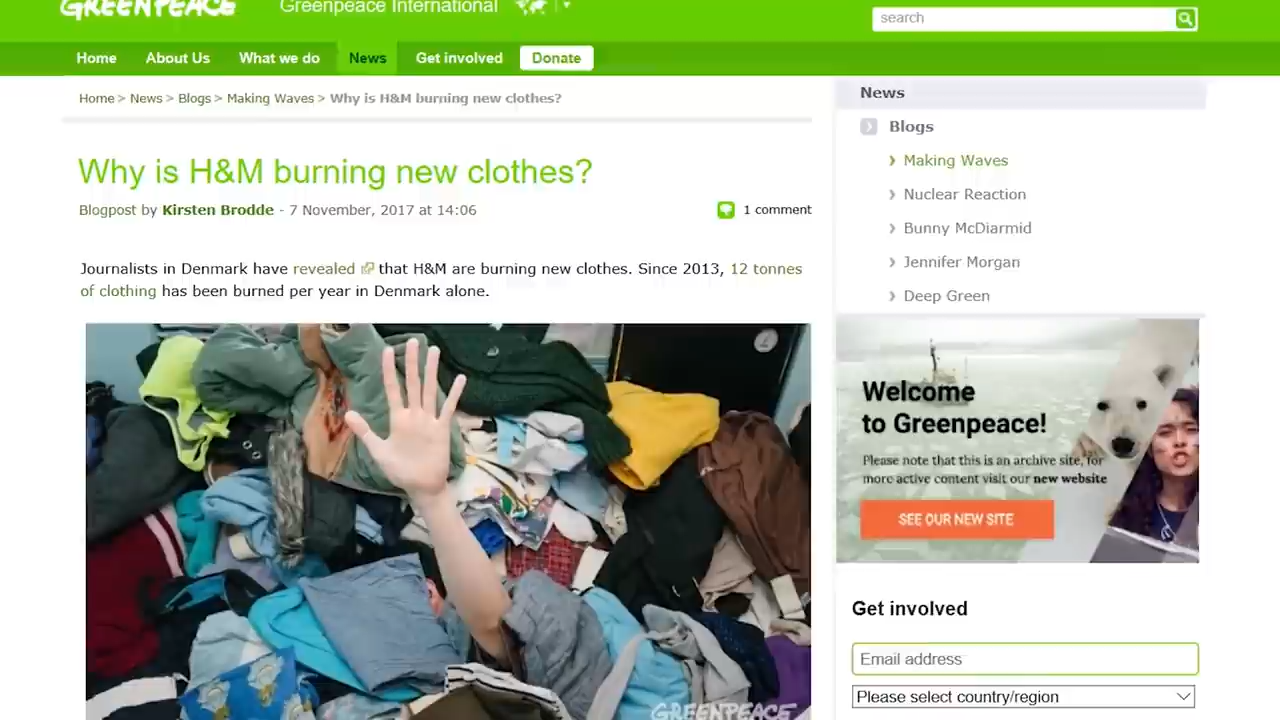 GREENPEACE
Greenpeace International
search
Home
About Us
What we do
News
Get involved
Donate
Home > News > Blogs > Making Waves > Why is H&M burning new clothes?
Why is H&M burning new clothes?
Blogpost by Kirsten Brodde - 7 November, 2017 at 14:06
1 comment
Journalists in Denmark have revealed that H&M are burning new clothes. Since 2013, 12 tonnes
of clothing has been burned per year in Denmark alone.
GREENPEACE
News
Blogs
Making Waves
Nuclear Reaction
Bunny McDiarmid
Jennifer Morgan
Deep Green
Welcome
to Greenpeace!
Please note that this is an archive site, for
more active content visit our new website
SEE OUR NEW SITE
Get involved
Email address
Please select country/region